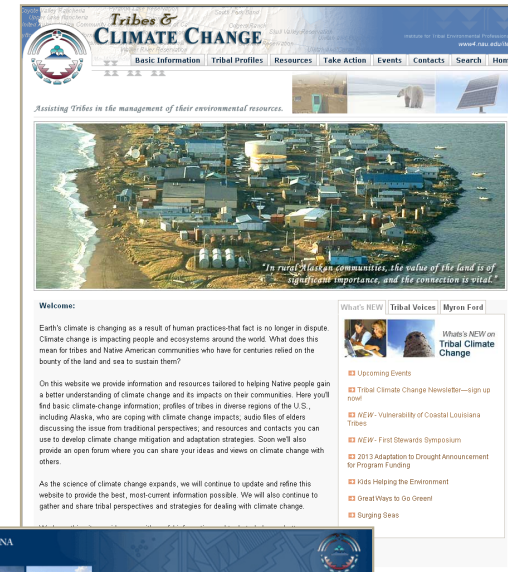 Tribes &
CLIMATE CHANGE
Institute for Tribal Environmental
www4.nau.edu/
Basic Information Tribal Profiles Resources Take Action Events Contacts Search
Assisting Tribes in the management of their environmental resources.
"In rural Alaskan communities, the value of the land is of
significant importance, and the connection is vital."
Welcome:
Earth's climate is changing as a result of human practices-that fact is no longer in dispute.
Climate change is impacting people and ecosystems around the world. What does this
mean for tribes and Native American communities who have for centuries relied on the
bounty of the land and sea to sustain them?
On this website we provide information and resources tailored to helping Native people gain
a better understanding of climate change and its impacts on their communities. Here you'll
find basic climate-change information; profiles of tribes in diverse regions of the U.S.,
including Alaska, who are coping with climate change; audio files of elders
discussing the issue from traditional perspectives; and resources and contacts you can
use to develop climate change mitigation and adaptation strategies. Soon we'll also
provide an open forum where you can share your ideas and views on climate change with
others.
As the science of climate change expands, we will continue to update and refine this
website to provide the best, most-current information possible. We will also continue to
gather and share tribal perspectives and strategies for dealing with climate change.
What's NEW Tribal Voices Myron Ford
Whats's NEW on
Tribal Climate
Change
Upcoming Events
Tribal Climate Change Newsletter—sign up
now!
NEW - Vulnerability of Coastal Louisiana
Tribes
NEW - First Stewards Symposium
2013 Adaptation to Drought Announcement
for Program Funding
Kids Helping the Environment
Great Ways to Go Green!
Surging Seas
NA